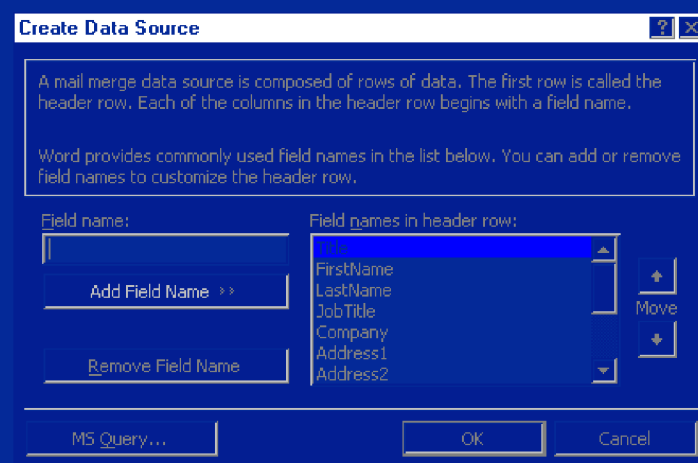 Create Data Source
A mail merge data source is composed of rows of data. The first row is called the
header row. Each of the columns in the header row begins with a field name.
Word provides commonly used field names in the list below. You can add or remove
field names to customize the header row.
Field name:
Add Field Name >>
Remove Field Name
Field names in header row:
Title
FirstName
LastName
JobTitle
Company
Address1
Address2
Move
MS Query...
OK
Cancel